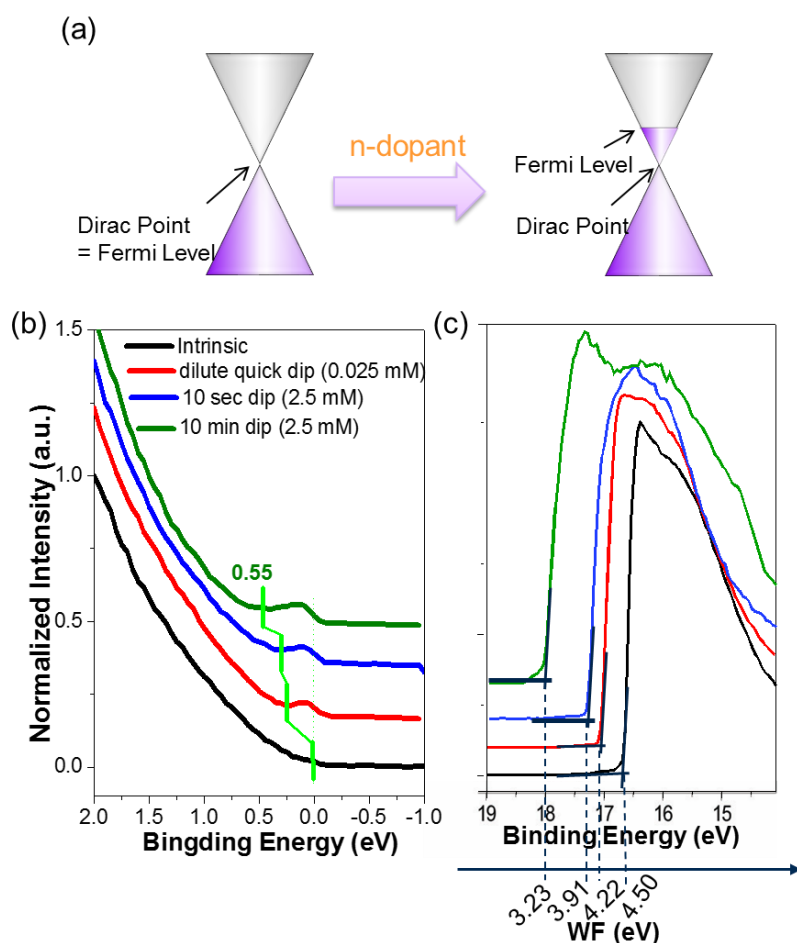 (a)
n-dopant
Fermi Level
Dirac Point
Dirac Point
= Fermi Level
(b)
1.5
1.0
0.5
0.0
Normalized Intensity (a.u.)
Intrinsic
dilute quick dip (0.025 mM)
10 sec dip (2.5 mM)
10 min dip (2.5 mM)
0.55
2.0 1.5 1.0 0.5 0.0 -0.5 -1.0
Bingding Energy (eV)
(c)
19 18 17 16 15
Binding Energy (eV)
3.23 3.91 4.22 4.50
WF (eV)